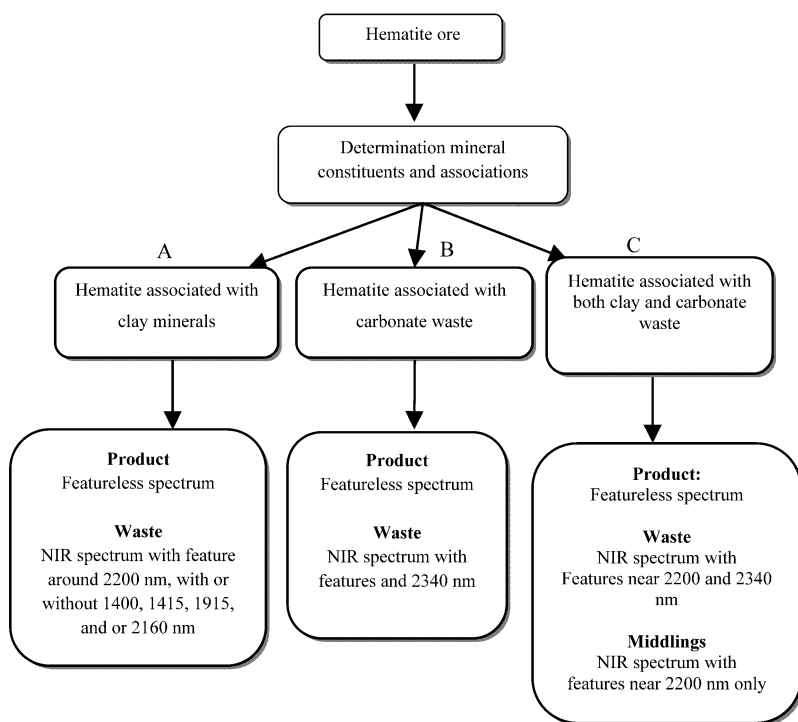 Hematite ore
Determination mineral
constituents and associations
A
Hematite associated with
clay minerals
B
Hematite associated with
carbonate waste
C
Hematite associated with
both clay and carbonate
waste
Product
Featureless spectrum
Waste
NIR spectrum with feature
around 2200 nm, with or
without 1400, 1415, 1915,
and or 2160 nm
Product
Featureless spectrum
Waste
NIR spectrum with
features and 2340 nm
Product:
Featureless spectrum
Waste
NIR spectrum with
Features near 2200 and 2340
nm
Middlings
NIR spectrum with
features near 2200 nm only